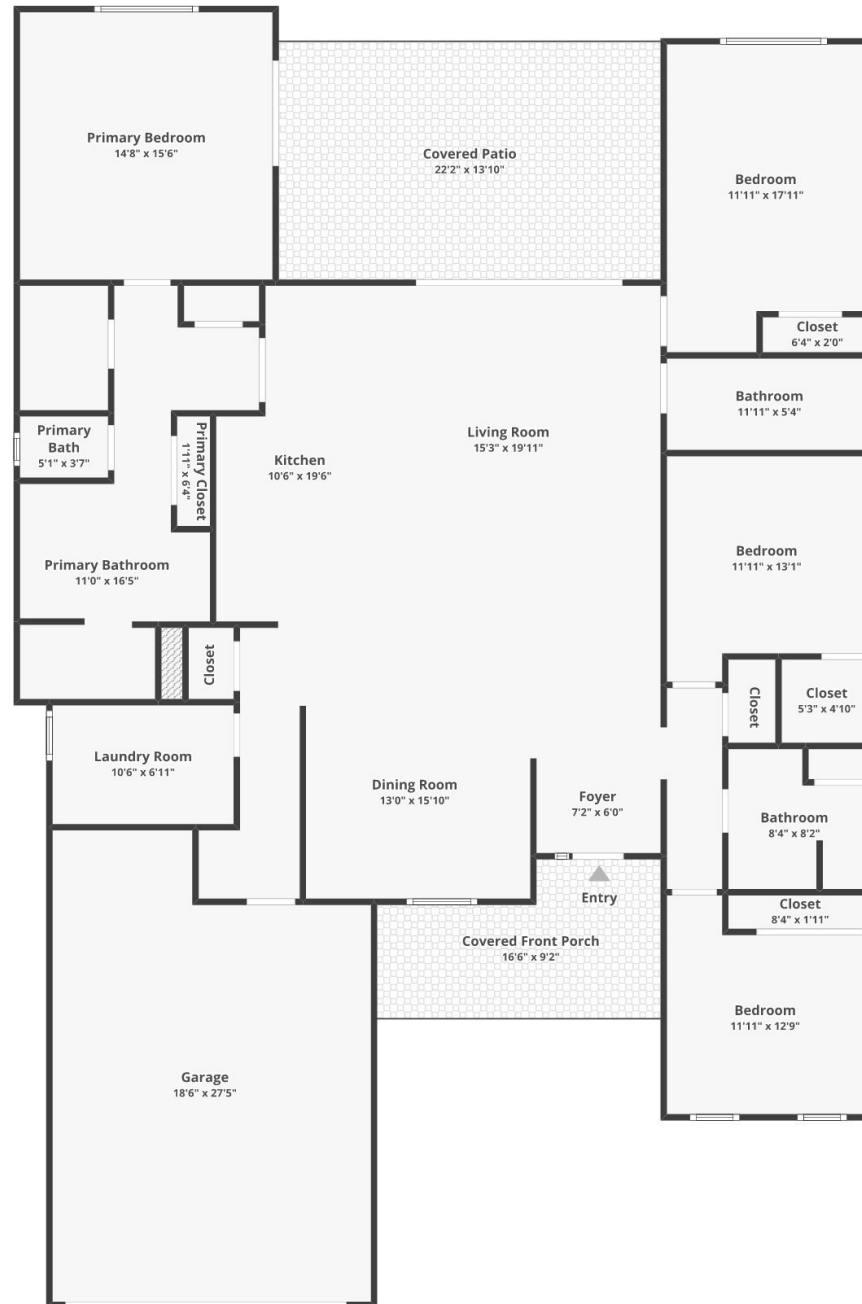 Primary Bedroom
14'8" x 15'6"
Covered Patio
22'2" x 13'10"
Bedroom
11'11" x 17'11"
Closet
6'4" x 2'0"
Bathroom
11'11" x 5'4"
Primary
Bath
5'1" x 3'7"
Primary Closet
1'11" x 6'4"
Kitchen
10'6" x 19'6"
Living Room
15'3" x 19'11"
Bedroom
11'11" x 13'1"
Primary Bathroom
11'0" x 16'5"
Closet
Closet
Closet
5'3" x 4'10"
Laundry Room
10'6" x 6'11"
Dining Room
13'0" x 15'10"
Foyer
7'2" x 6'0"
Bathroom
8'4" x 8'2"
Entry
Closet
8'4" x 1'11"
Covered Front Porch
16'6" x 9'2"
Bedroom
11'11" x 12'9"
Garage
18'6" x 27'5"